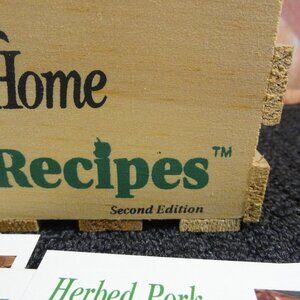 Home
Recipes™
Second Edition
Herbed Pork